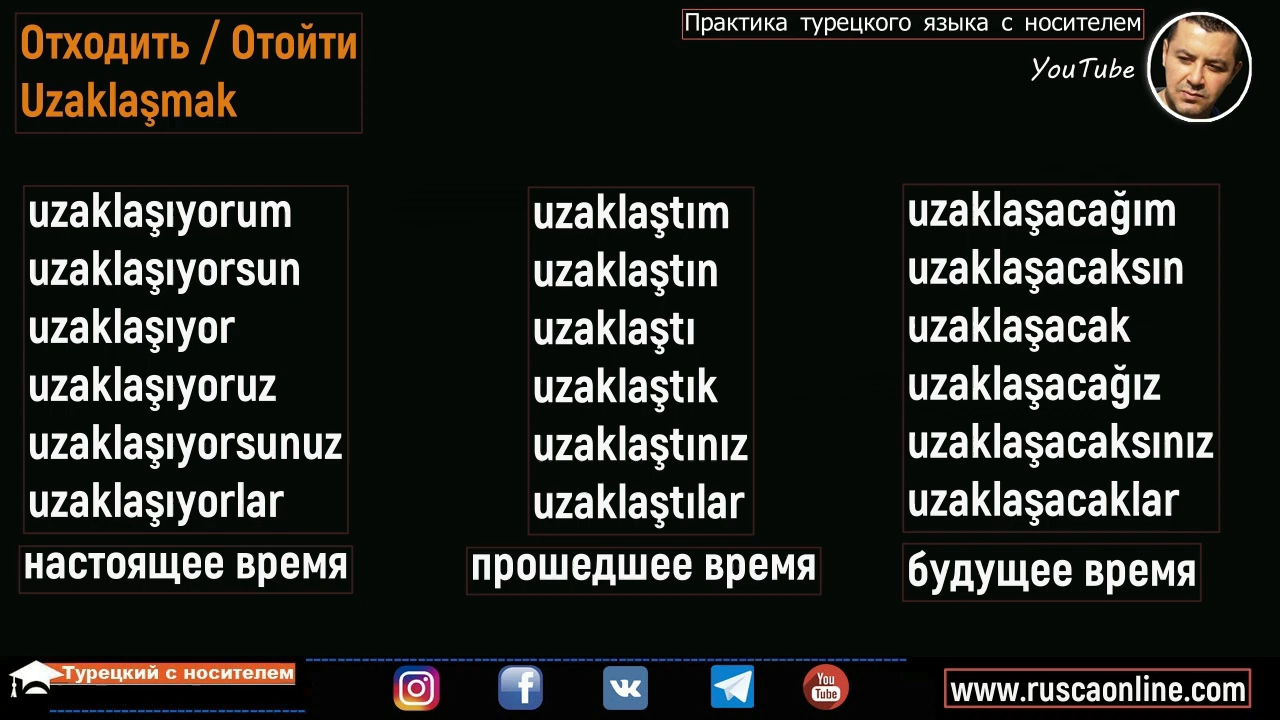 Отходить / Отойти
Uzaklaşmak
Практика турецкого языка с носителем
YouTube
uzaklaşıyorum
uzaklaşıyorsun
uzaklaşıyor
uzaklaşıyoruz
uzaklaşıyorsunuz
uzaklaşıyorlar
настоящее время
uzaklaştım
uzaklaştın
uzaklaştı
uzaklaştık
uzaklaştınız
uzaklaştılar
прошедшее время
uzaklaşacağım
uzaklaşacaksın
uzaklaşacak
uzaklaşacağız
uzaklaşacaksınız
uzaklaşacaklar
будущее время
Турецкий с носителем
You
Tube
www.ruscaonline.com